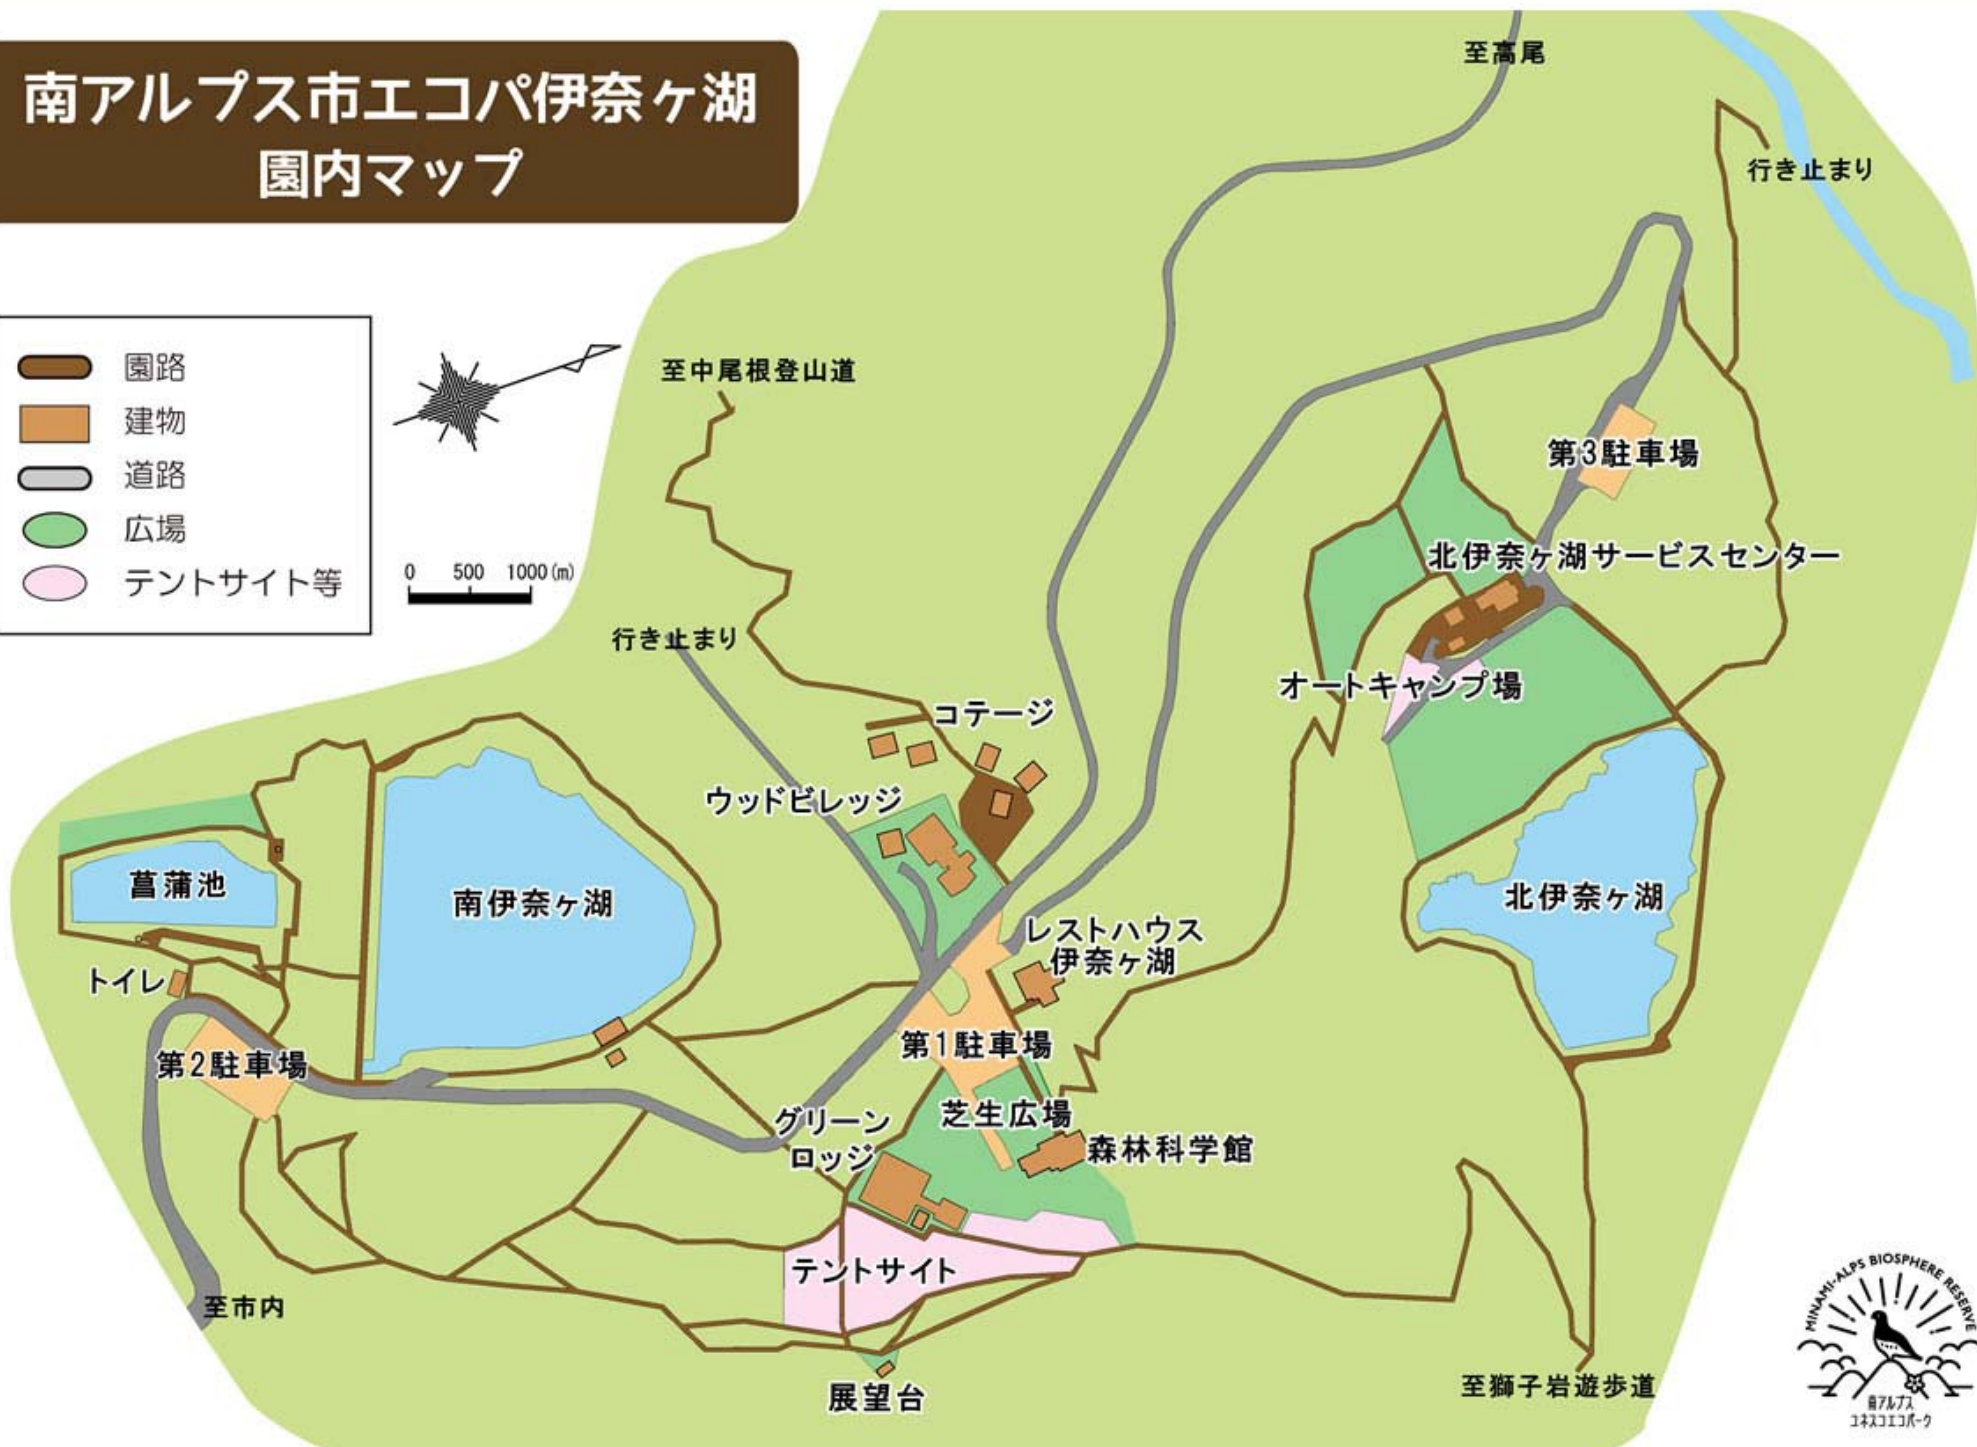 南アルプス市エコパ伊奈ヶ湖
園内マップ
至高尾
行き止まり
園路
建物
道路
広場
テントサイト等
0 500 1000(m)
至中尾根登山道
第3駐車場
北伊奈ヶ湖サービスセンター
行き止まり
オートキャンプ場
コテージ
ウッドビレッジ
菖蒲池
南伊奈ヶ湖
北伊奈ヶ湖
レストハウス
伊奈ヶ湖
トイレ
第1駐車場
第2駐車場
芝生広場
グリーン
ロッジ
森林科学館
テントサイト
至市内
展望台
至獅子岩遊歩道
MINAMI-ALPS BIOSPHERE RESERVE
南アルプス
ユネスコエコパーク